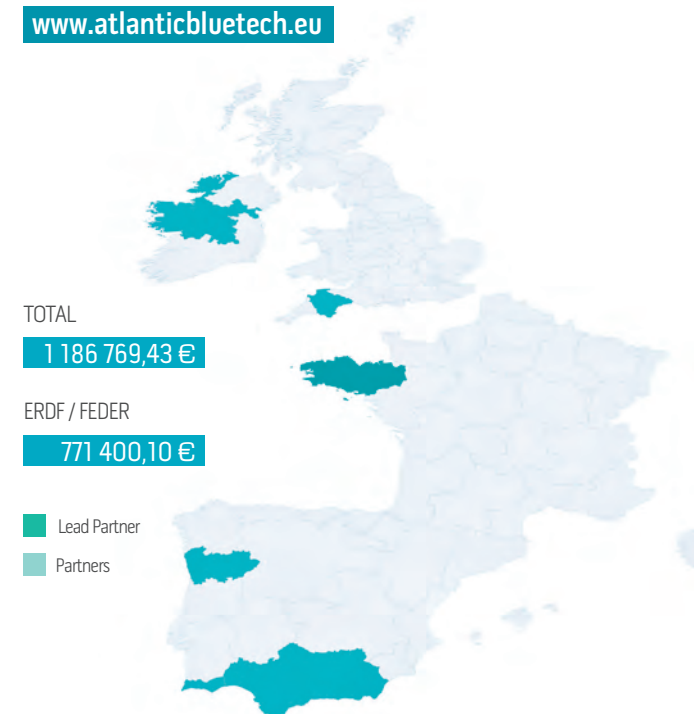 www.atlanticbluetech.eu
TOTAL
1 186 769,43 €
ERDF / FEDER
771 400,10 €
Lead Partner
Partners